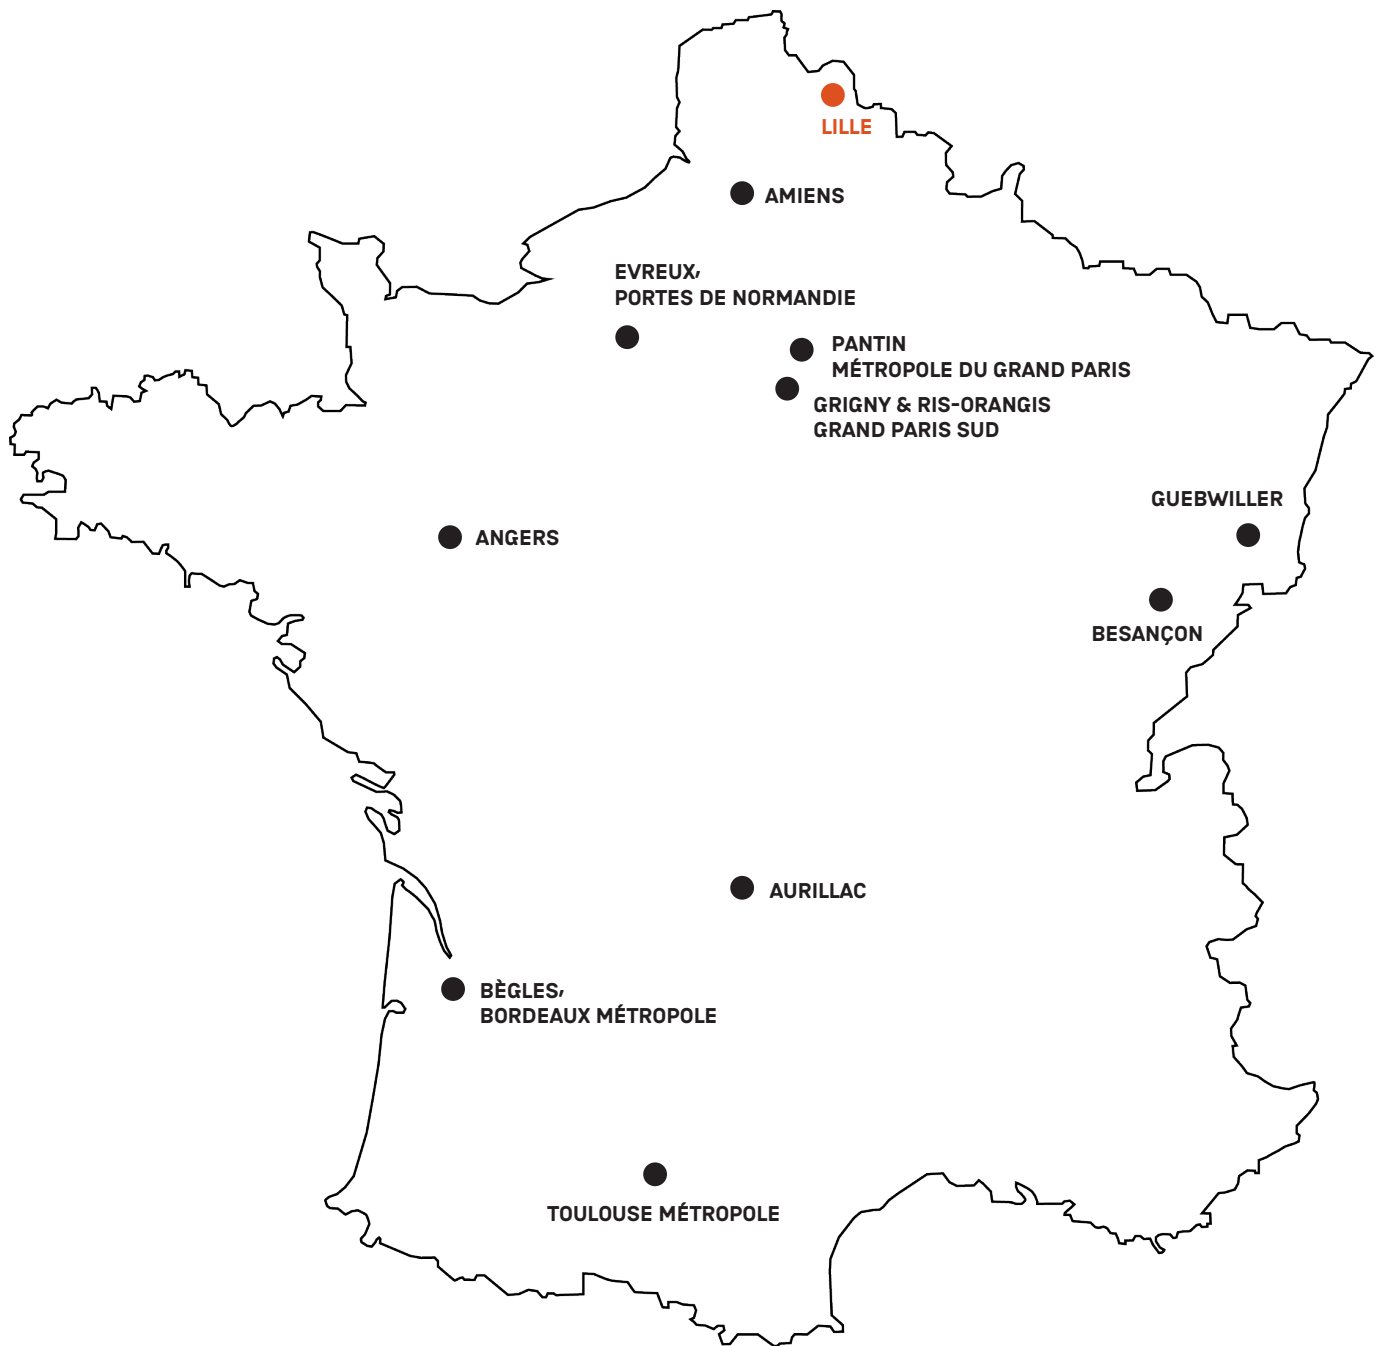 LILLE
AMIENS
EVREUX,
PORTES DE NORMANDIE
PANTIN
MÉTROPOLE DU GRAND PARIS
GRIGNY & RIS-ORANGIS
GRAND PARIS SUD
GUEBWILLER
ANGERS
BESANÇON
AURILLAC
BÈGLES,
BORDEAUX MÉTROPOLE
TOULOUSE MÉTROPOLE